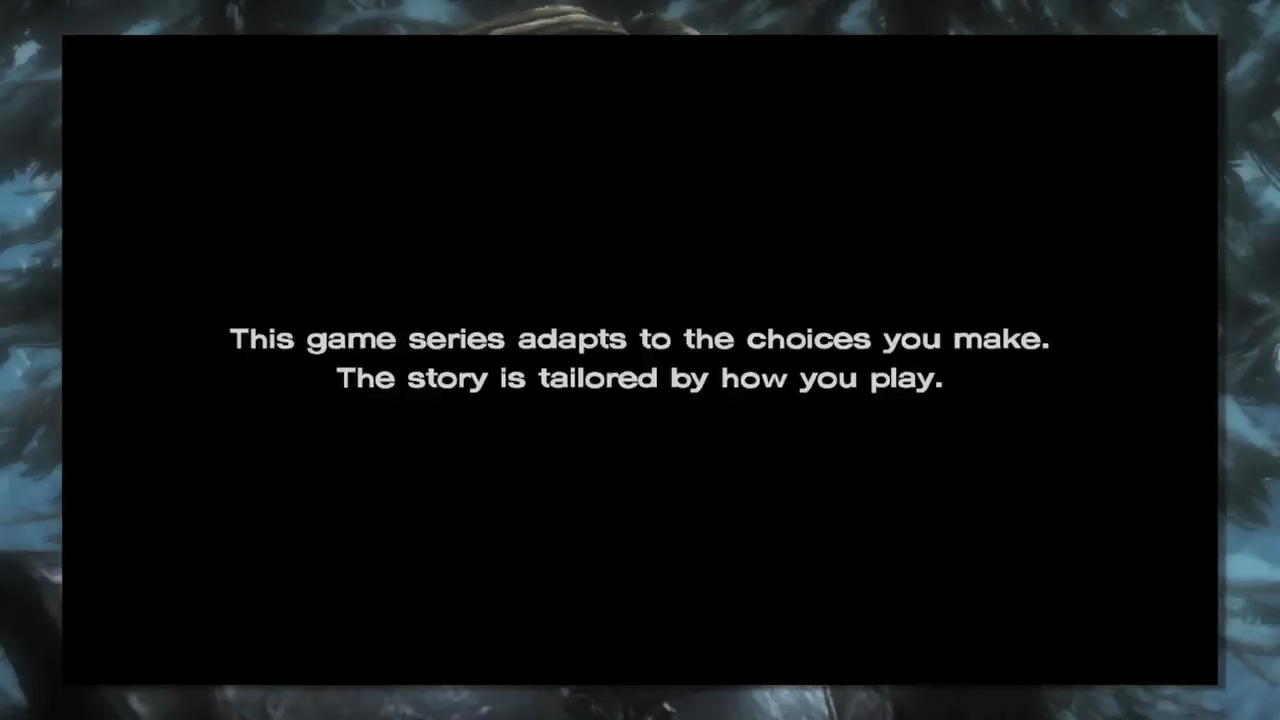 This game series adapts to the choices you make.
The story is tailored by how you play.